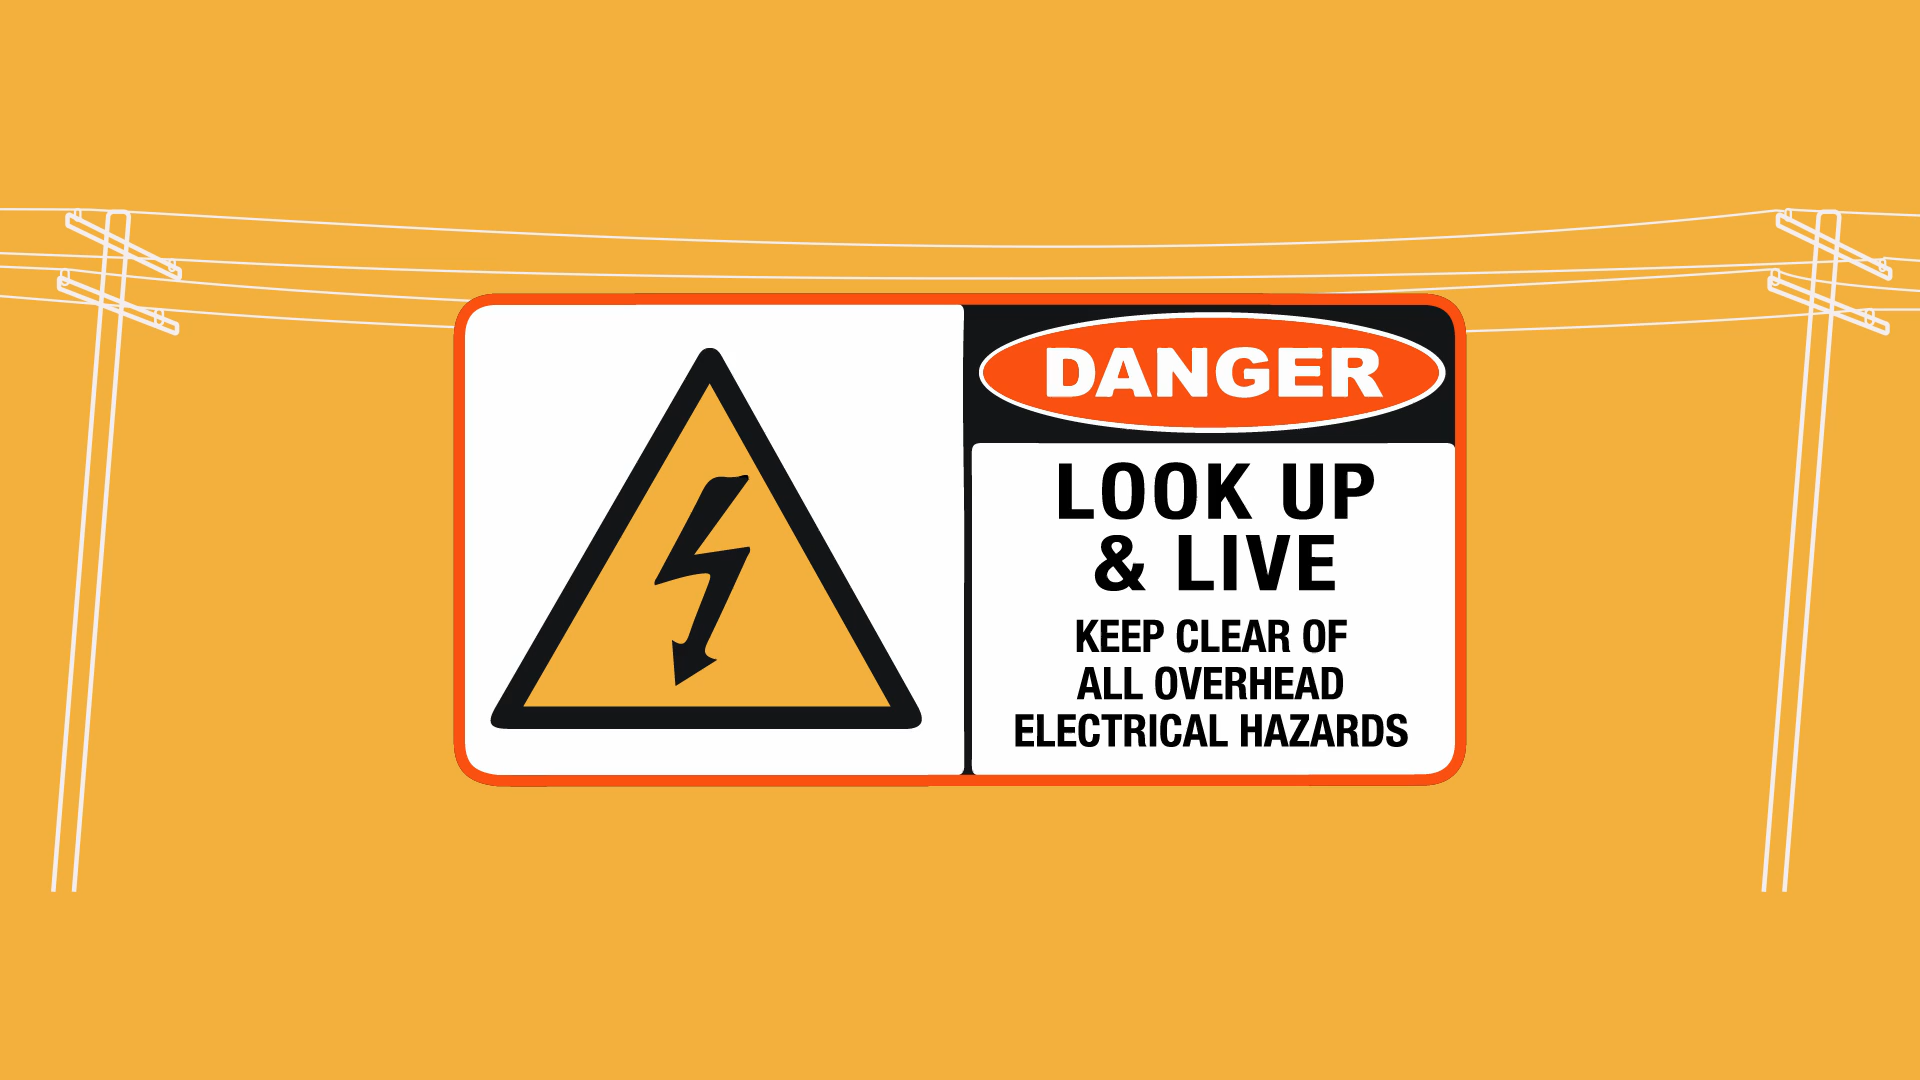 DANGER
LOOK UP
& LIVE
KEEP CLEAR OF
ALL OVERHEAD
ELECTRICAL HAZARDS